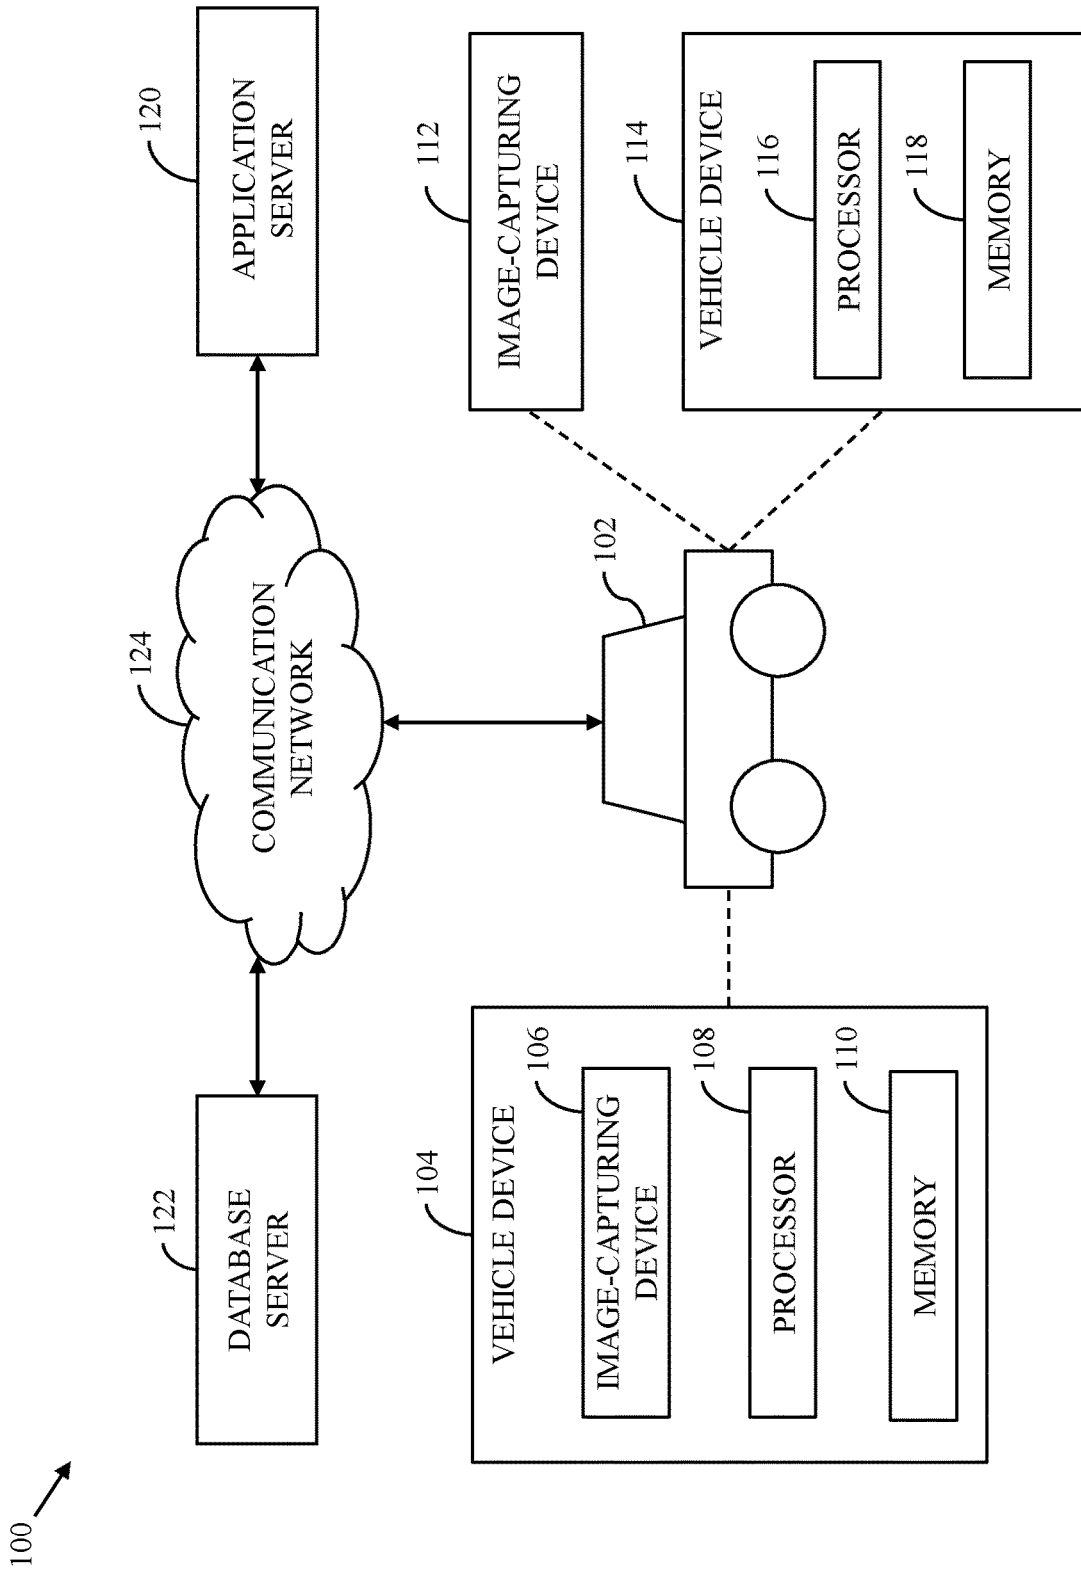 100
122
DATABASE
SERVER
124
COMMUNICATION
NETWORK
120
APPLICATION
SERVER
104
VEHICLE DEVICE
106
IMAGE-CAPTURING
DEVICE
108
PROCESSOR
110
MEMORY
102
112
IMAGE-CAPTURING
DEVICE
114
VEHICLE DEVICE
116
PROCESSOR
118
MEMORY